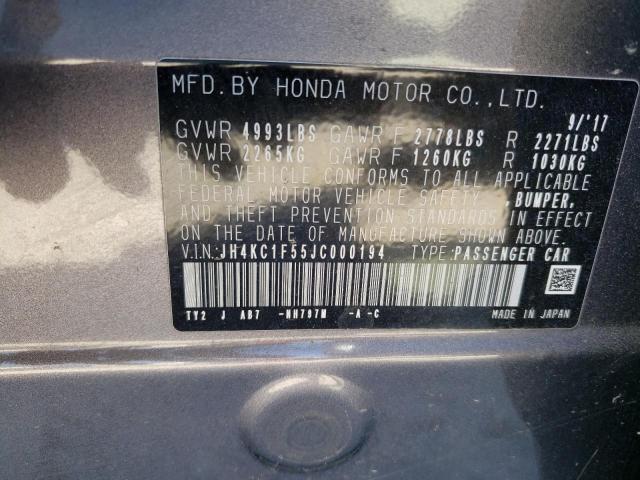 MFD.BY HONDA MOTOR CO.,LTD. 9/'17
GVWR 4993LBS GAWR F 2778LBS R 2271LBS
GVWR 2265KG GAWR F 1260KG R 1030KG
THIS VEHICLE CONFORMS TO ALL APPLICABLE
FEDERAL MOTOR VEHICLE SAFETY, BUMPER,
AND THEFT PREVENTION STANDARDS IN EFFECT
ON THE DATE OF MANUFACTURE SHOWN ABOVE.
V.I.N.:JH4KC1F55JC000194 TYPE:PASSENGER CAR
TY2 J AB7 -NH797M -A -C
MADE IN JAPAN